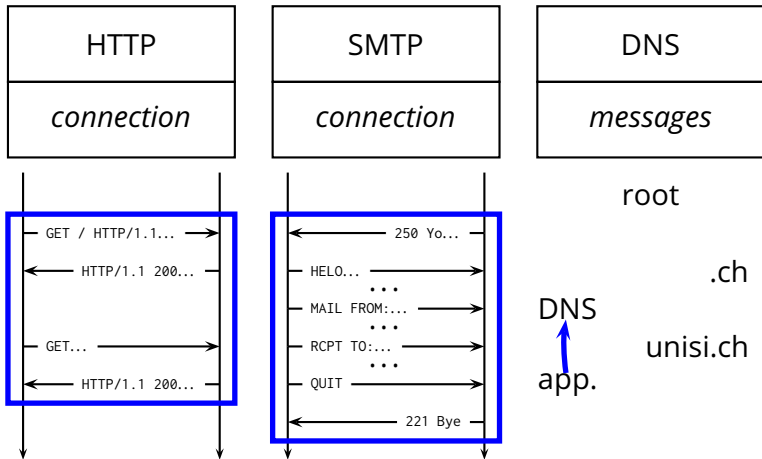 HTTP
connection
GET / HTTP/1.1...
HTTP/1.1 200...
GET...
HTTP/1.1 200...
SMTP
connection
250 Yo...
HELO...
...
MAIL FROM:...
...
RCPT TO:...
...
QUIT
221 Bye
DNS
messages
root
.ch
DNS
unisi.ch
app.